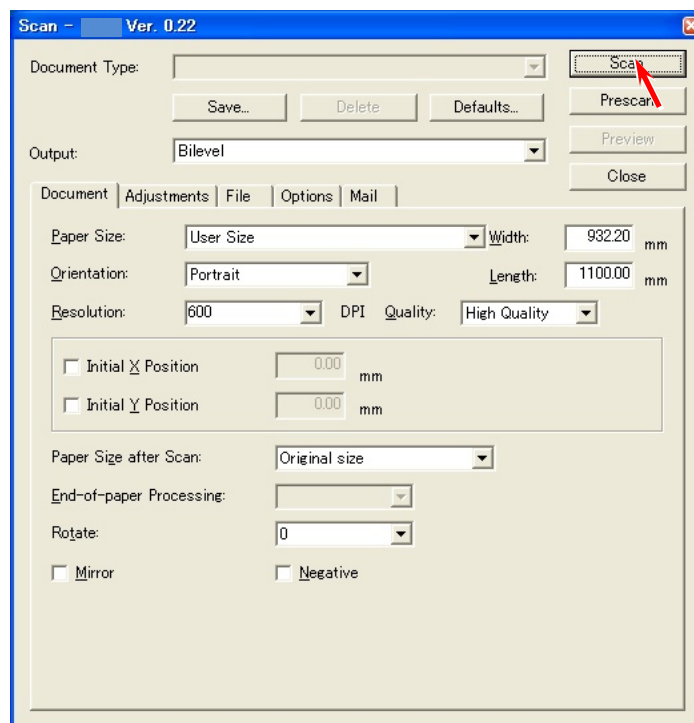 Scan - Ver. 0.22
Document Type:
Scan
Save... Delete Defaults... Prescan
Preview
Output: Bilevel
Close
Document Adjustments File Options Mail
Paper Size: User Size Width: 932.20 mm
Orientation: Portrait Length: 1100.00 mm
Resolution: 600 DPI Quality: High Quality
Initial X Position 0.00 mm
Initial Y Position 0.00 mm
Paper Size after Scan: Original size
End-of-paper Processing:
Rotate: 0
Mirror Negative